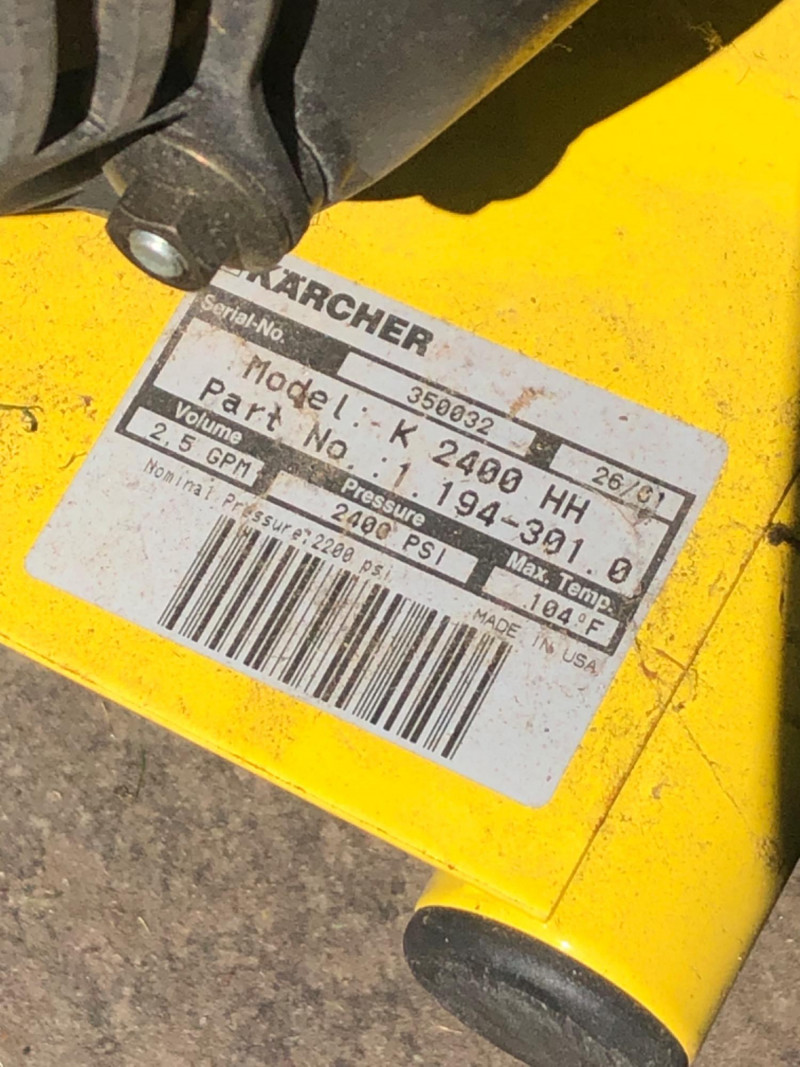 KÄRCHER
Serial-No.
350032
26/01
Model: K 2400 HH
Part No.:1.194-301.0
Volume
Pressure
Max. Temp.
2.5 GPM
2400 PSI
104°F
Nominal Pressure:2200 psi
MADE IN USA